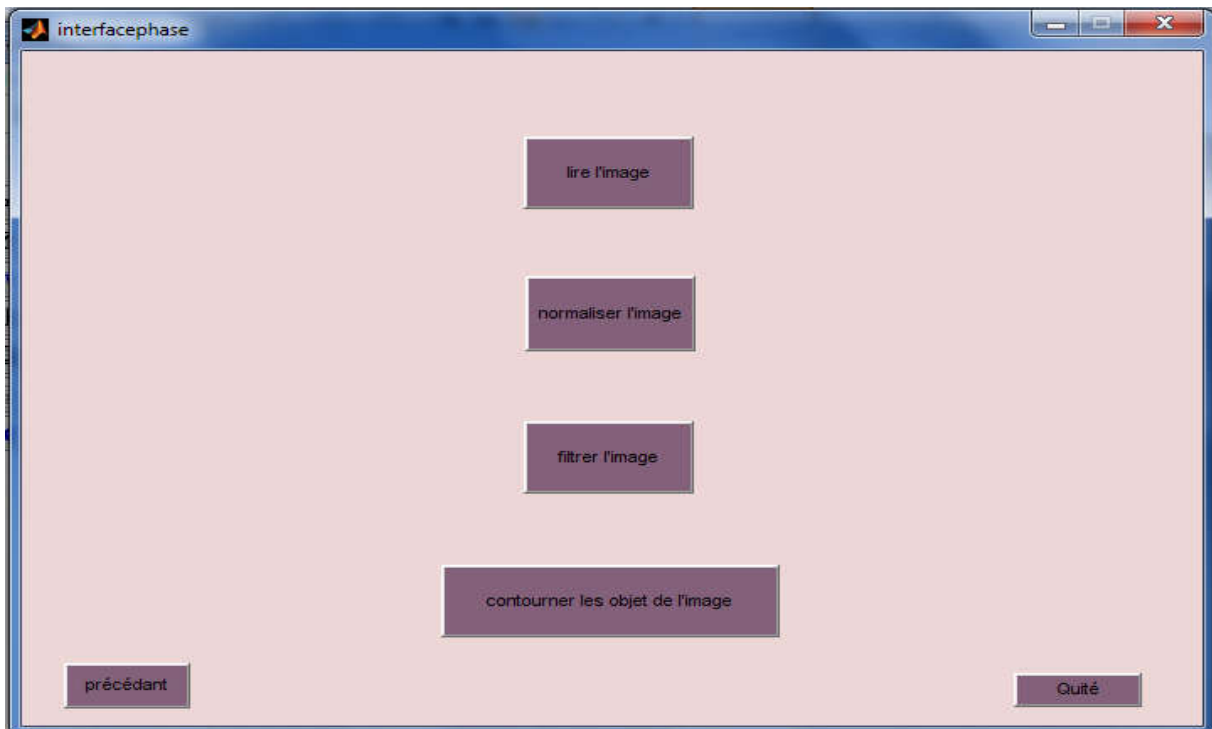 interfacephase
lire l'image
normaliser l'image
filtrer l'image
contourner les objet de l'image
précédant
Quité